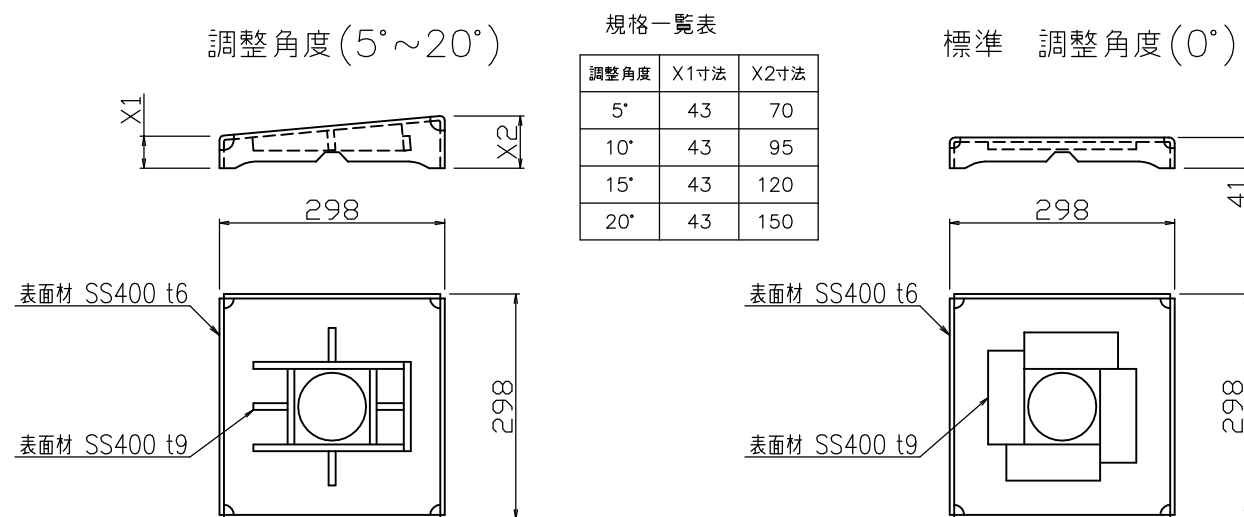 調整角度(5°~20°)
X1
X2
298
表面材 SS400 t6
表面材 SS400 t9
298
規格一覧表
調整角度 X1寸法 X2寸法
5° 43 70
10° 43 95
15° 43 120
20° 43 150
標準 調整角度(0°)
41
298
表面材 SS400 t6
表面材 SS400 t9
298